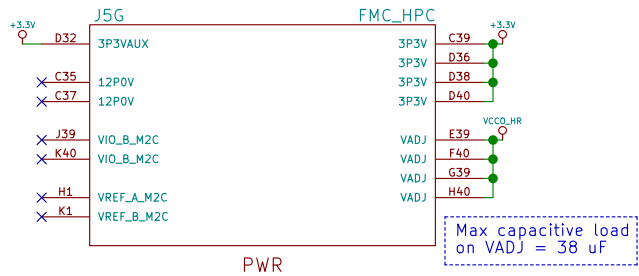 J5G FMC_HPC
+3.3V D32 3P3VAUX 3P3V C39 +3.3V
3P3V D36
C35 12P0V 3P3V D38
C37 12P0V 3P3V D40
VCCO_HR
J39 VIO_B_M2C VADJ E39
K40 VIO_B_M2C VADJ F40
VADJ G39
H1 VREF_A_M2C VADJ H40
K1 VREF_B_M2C
Max capacitive load
on VADJ = 38 uF
PWR